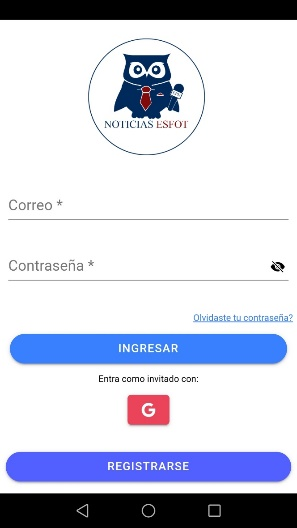 NOTICIAS ESFOT
Correo *
Contraseña *
Olvidaste tu contraseña?
INGRESAR
Entra como invitado con:
G
REGISTRARSE